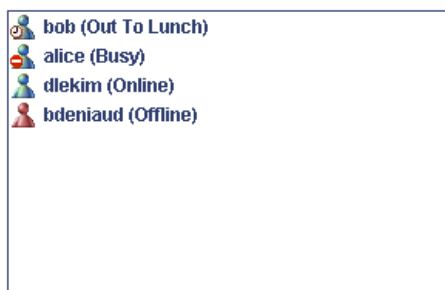 bob (Out To Lunch)
alice (Busy)
dlekim (Online)
bdeniaud (Offline)